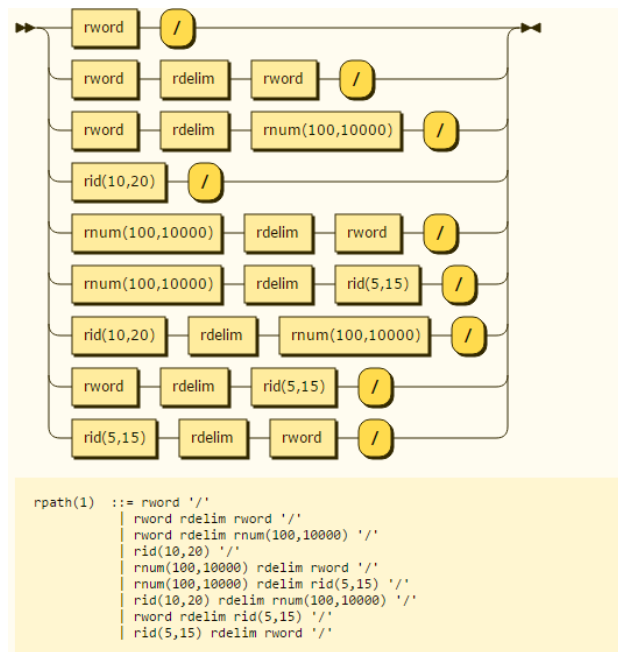 rword /
rword rdelim rword /
rword rdelim rnum(100,10000) /
rid(10,20) /
rnum(100,10000) rdelim rword /
rnum(100,10000) rdelim rid(5,15) /
rid(10,20) rdelim rnum(100,10000) /
rword rdelim rid(5,15) /
rid(5,15) rdelim rword /
rpath(1) ::= rword '/'
| rword rdelim rword '/'
| rword rdelim rnum(100,10000) '/'
| rid(10,20) '/'
| rnum(100,10000) rdelim rword '/'
| rnum(100,10000) rdelim rid(5,15) '/'
| rid(10,20) rdelim rnum(100,10000) '/'
| rword rdelim rid(5,15) '/'
| rid(5,15) rdelim rword '/'